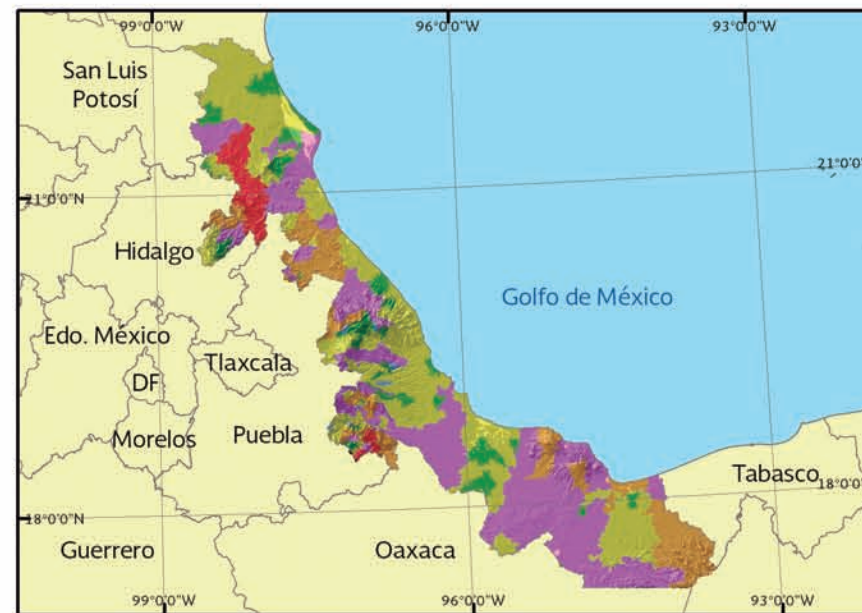 99°0'0"W
96°0'0"W
93°0'0"W
San Luis
Potosí
21°0'0"N
21°0'0"
Hidalgo
Golfo de México
Edo. México
Tlaxcala
DF
Morelos
Puebla
Tabasco
18°0'0"N
18°0'0"
Guerrero
Oaxaca
99°0'0"W
96°0'0"W
93°0'0"W